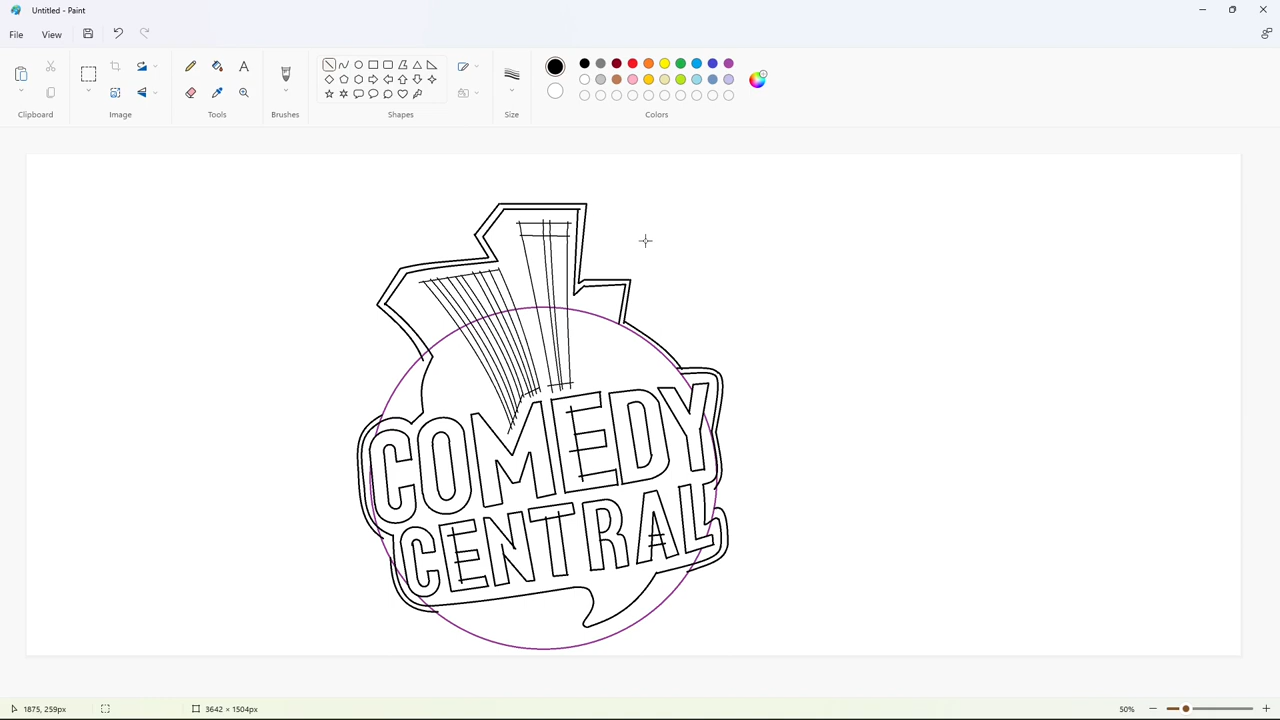 Untitled - Paint
File View
Clipboard
Image
Tools
Brushes
Shapes
Size
Colors
COMEDY
CENTRAL
1875, 259px
3642 × 1504px
50%